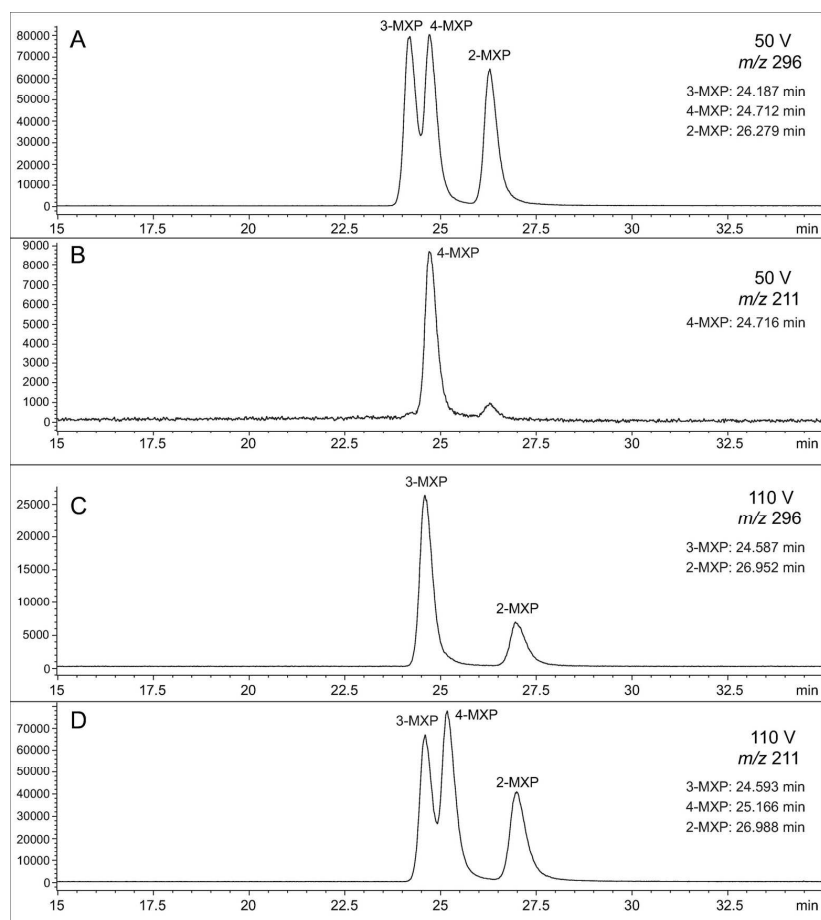 A
3-MXP 4-MXP
2-MXP
50 V
m/z 296
3-MXP: 24.187 min
4-MXP: 24.712 min
2-MXP: 26.279 min
80000
70000
60000
50000
40000
30000
20000
10000
0
15 17.5 20 22.5 25 27.5 30 32.5 min
B
4-MXP
50 V
m/z 211
4-MXP: 24.716 min
9000
8000
7000
6000
5000
4000
3000
2000
1000
0
15 17.5 20 22.5 25 27.5 30 32.5 min
C
3-MXP
2-MXP
110 V
m/z 296
3-MXP: 24.587 min
2-MXP: 26.952 min
25000
20000
15000
10000
5000
0
15 17.5 20 22.5 25 27.5 30 32.5 min
D
3-MXP 4-MXP
2-MXP
110 V
m/z 211
3-MXP: 24.593 min
4-MXP: 25.166 min
2-MXP: 26.988 min
70000
60000
50000
40000
30000
20000
10000
0
15 17.5 20 22.5 25 27.5 30 32.5 min